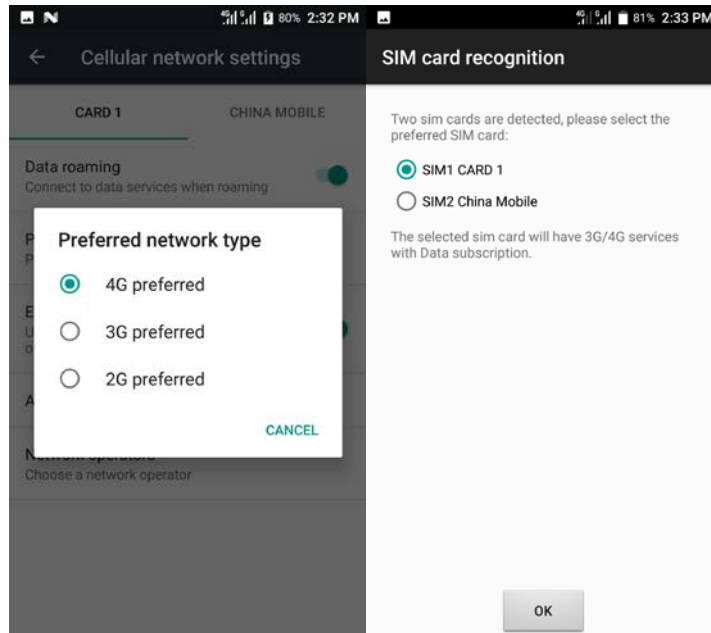 80% 2:32 PM
Cellular network settings
CARD 1
CHINA MOBILE
Data roaming
Connect to data services when roaming
Preferred network type
4G preferred
3G preferred
2G preferred
CANCEL
Choose a network operator
81% 2:33 PM
SIM card recognition
Two sim cards are detected, please select the
preferred SIM card:
SIM1 CARD 1
SIM2 China Mobile
The selected sim card will have 3G/4G services
with Data subscription.
OK